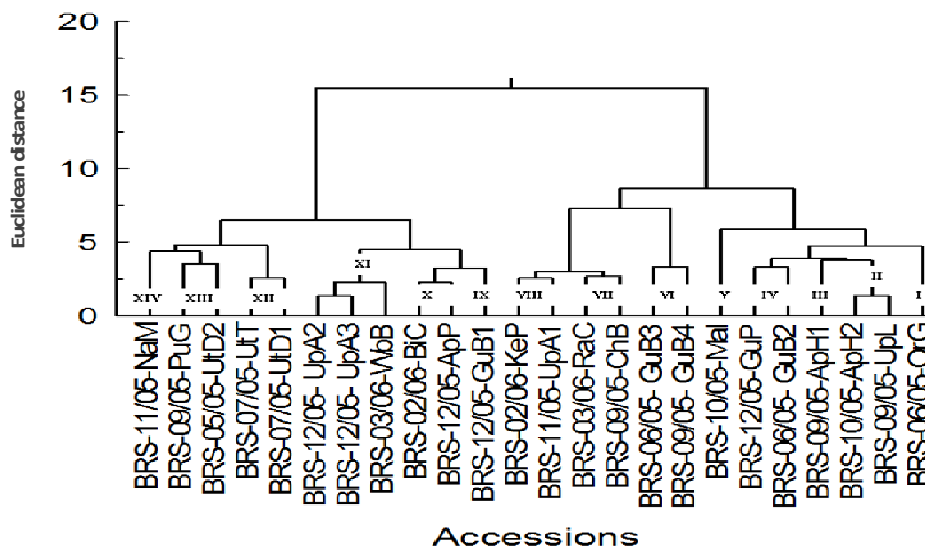 20
15
10
5
0
Euclidean distance
XIV
XIII
XII
XI
X
IX
VIII
VII
VI
V
IV
III
II
I
BRS-11/05-NaM
BRS-09/05-PuG
BRS-05/05-UtD2
BRS-07/05-UtT
BRS-07/05-UtD1
BRS-12/05- UpA2
BRS-12/05- UpA3
BRS-03/06-WbB
BRS-02/06-BiC
BRS-12/05-ApP
BRS-12/05-GuB1
BRS-02/06-KeP
BRS-11/05-UpA1
BRS-03/06-RaC
BRS-09/05-ChB
BRS-06/05- GuB3
BRS-09/05- GuB4
BRS-10/05-Mal
BRS-12/05-GuP
BRS-06/05- GuB2
BRS-09/05-ApH1
BRS-10/05-ApH2
BRS-09/05-UpL
BRS-06/05-OrG
Accessions